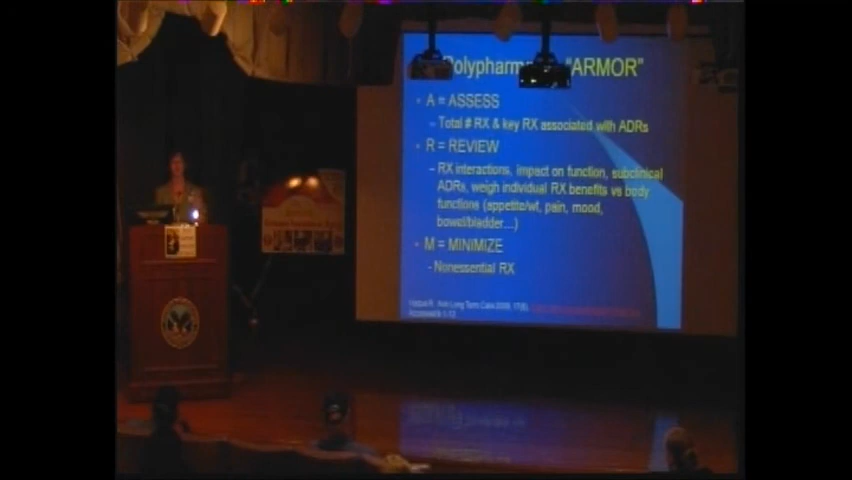 "ARMOR"
• A = ASSESS
– Total # RX & key RX associated with ADRs
• R = REVIEW
– RX interactions, impact on function, subclinical
ADRs, weigh individual RX benefits vs body
functions (appetite/wt, pain, mood,
bowel/bladder…)
• M = MINIMIZE
- Nonessential RX